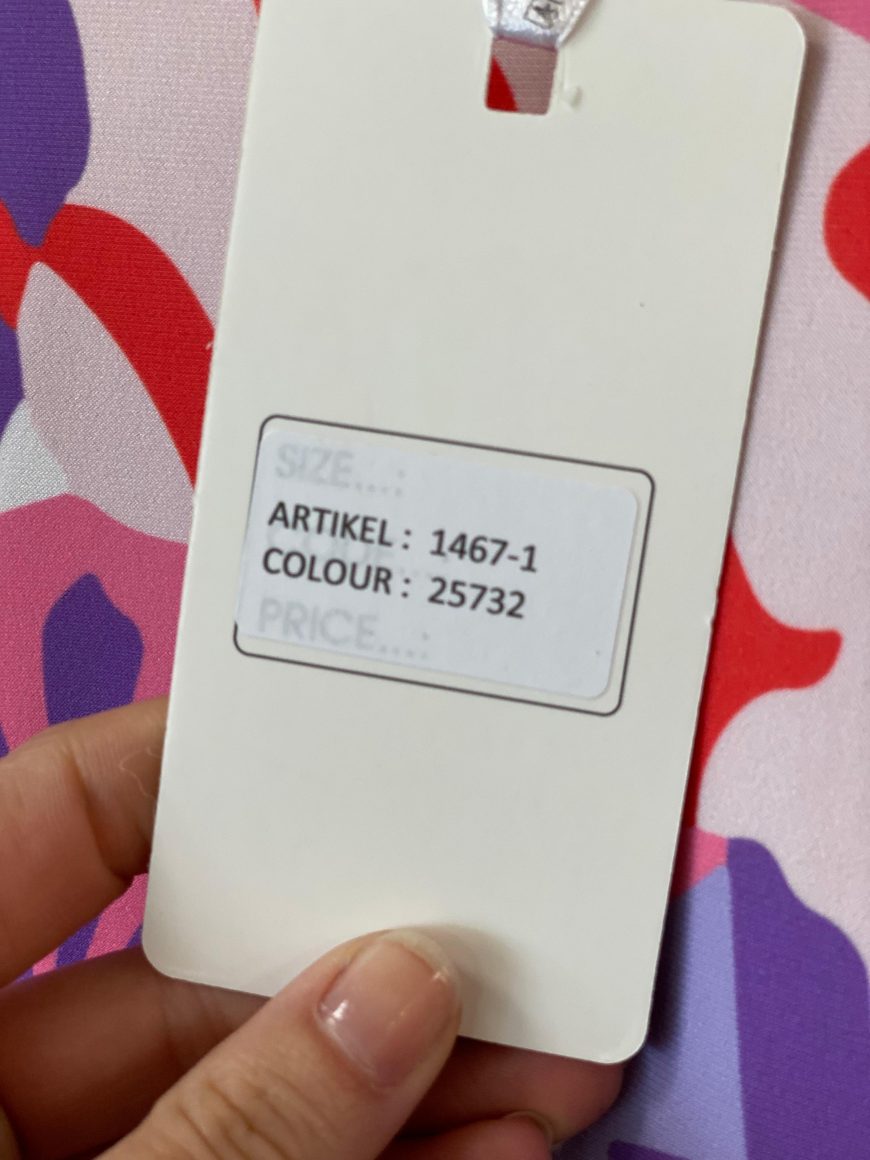 SIZE....:
ARTIKEL : 1467-1
COLOUR : 25732
PRICE....: